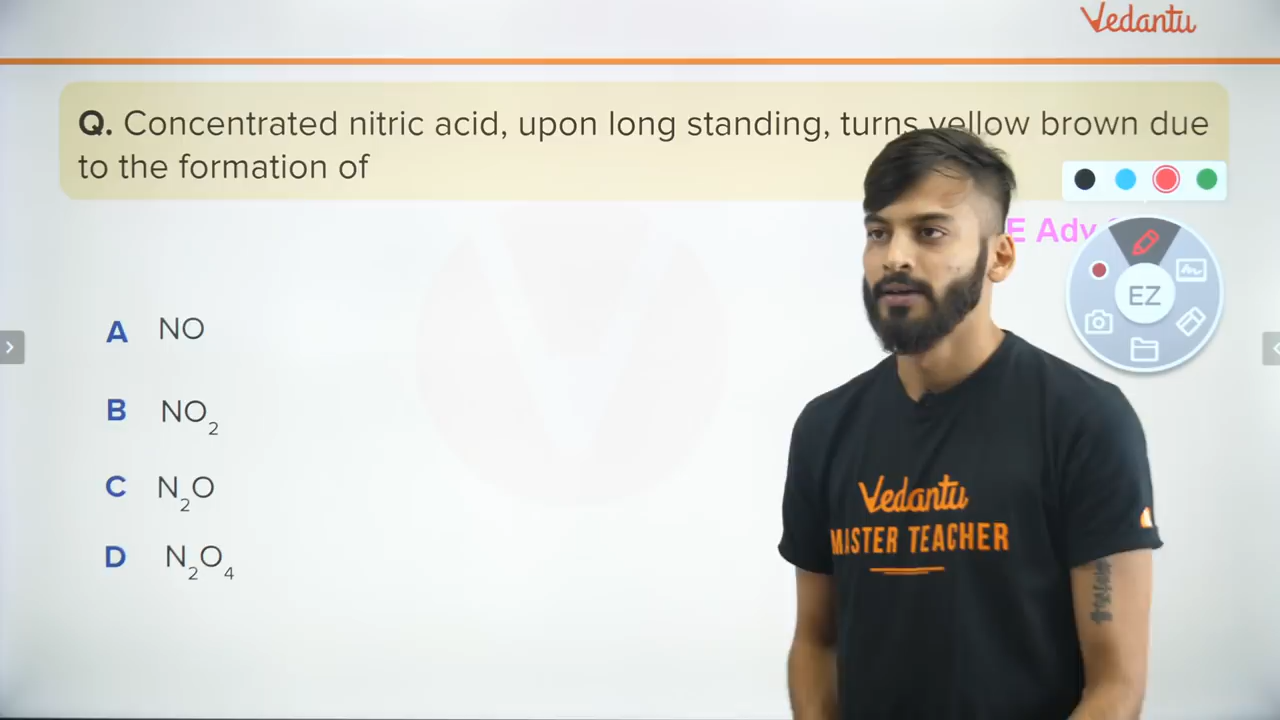 Vedantu
Q. Concentrated nitric acid, upon long standing, turns yellow brown due
to the formation of
E Adv
EZ
A NO
B NO2
C N2O
D N2O4
Vedantu
MASTER TEACHER